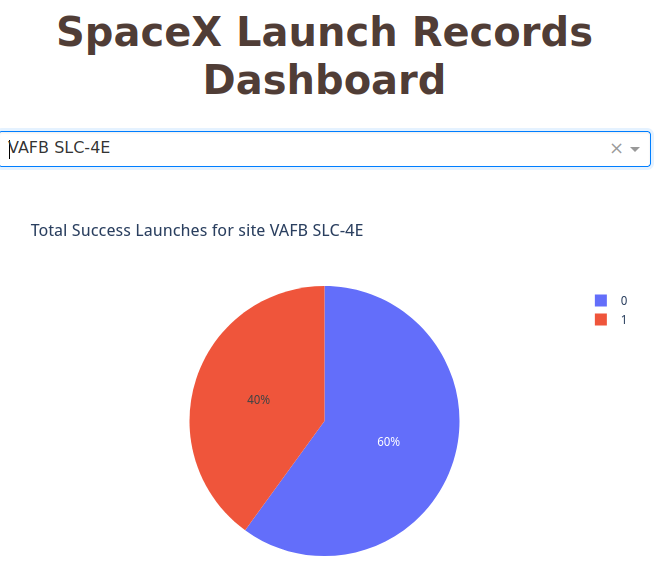 SpaceX Launch Records
Dashboard
VAFB SLC-4E
Total Success Launches for site VAFB SLC-4E
0
1
40%
60%